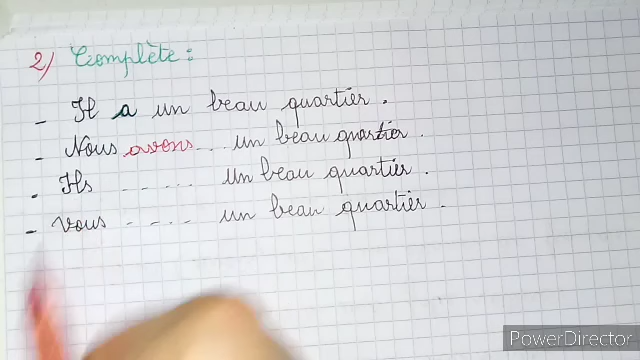 2) Complète :
- Il a un beau quartier .
- Nous avons ... un beau quartier .
- Ils ..... un beau quartier .
- Vous .... un beau quartier .
PowerDirector